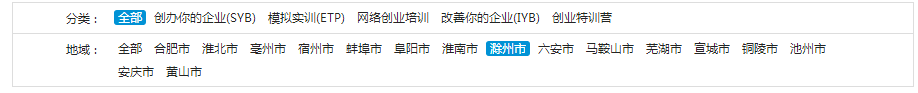 分类： 全部 创办你的企业(SYB) 模拟实训(ETP) 网络创业培训 改善你的企业(IYB) 创业特训营
地域： 全部 合肥市 淮北市 亳州市 宿州市 蚌埠市 阜阳市 淮南市 滁州市 六安市 马鞍山市 芜湖市 宣城市 铜陵市 池州市
安庆市 黄山市